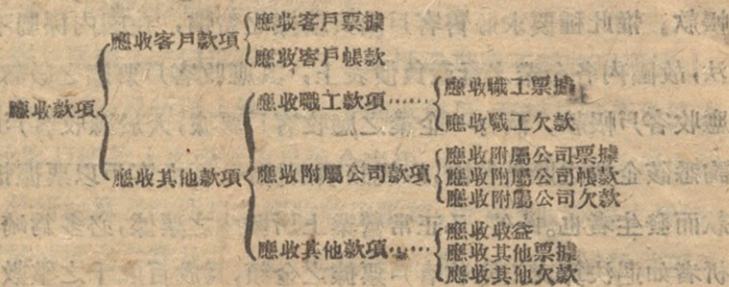 應收款項
應收客戶款項
應收客戶票據
應收客戶帳款
應收其他款項
應收職工款項……
應收職工票據
應收職工欠款
應收附屬公司款項
應收附屬公司票據
應收附屬公司帳款
應收附屬公司欠款
應收其他款項……
應收收益
應收其他票據
應收其他欠款